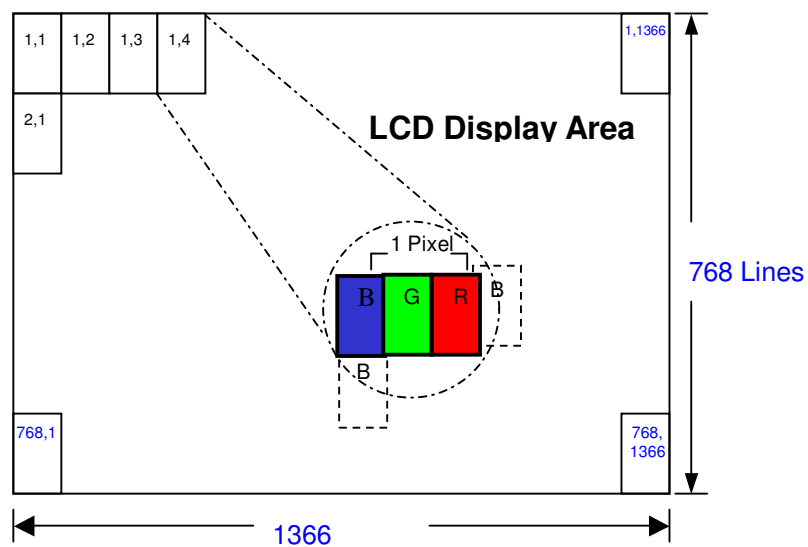 1,1
1,2
1,3
1,4
1,1366
2,1
LCD Display Area
1 Pixel
768 Lines
B
G
R
B
B
768,1
768,
1366
1366